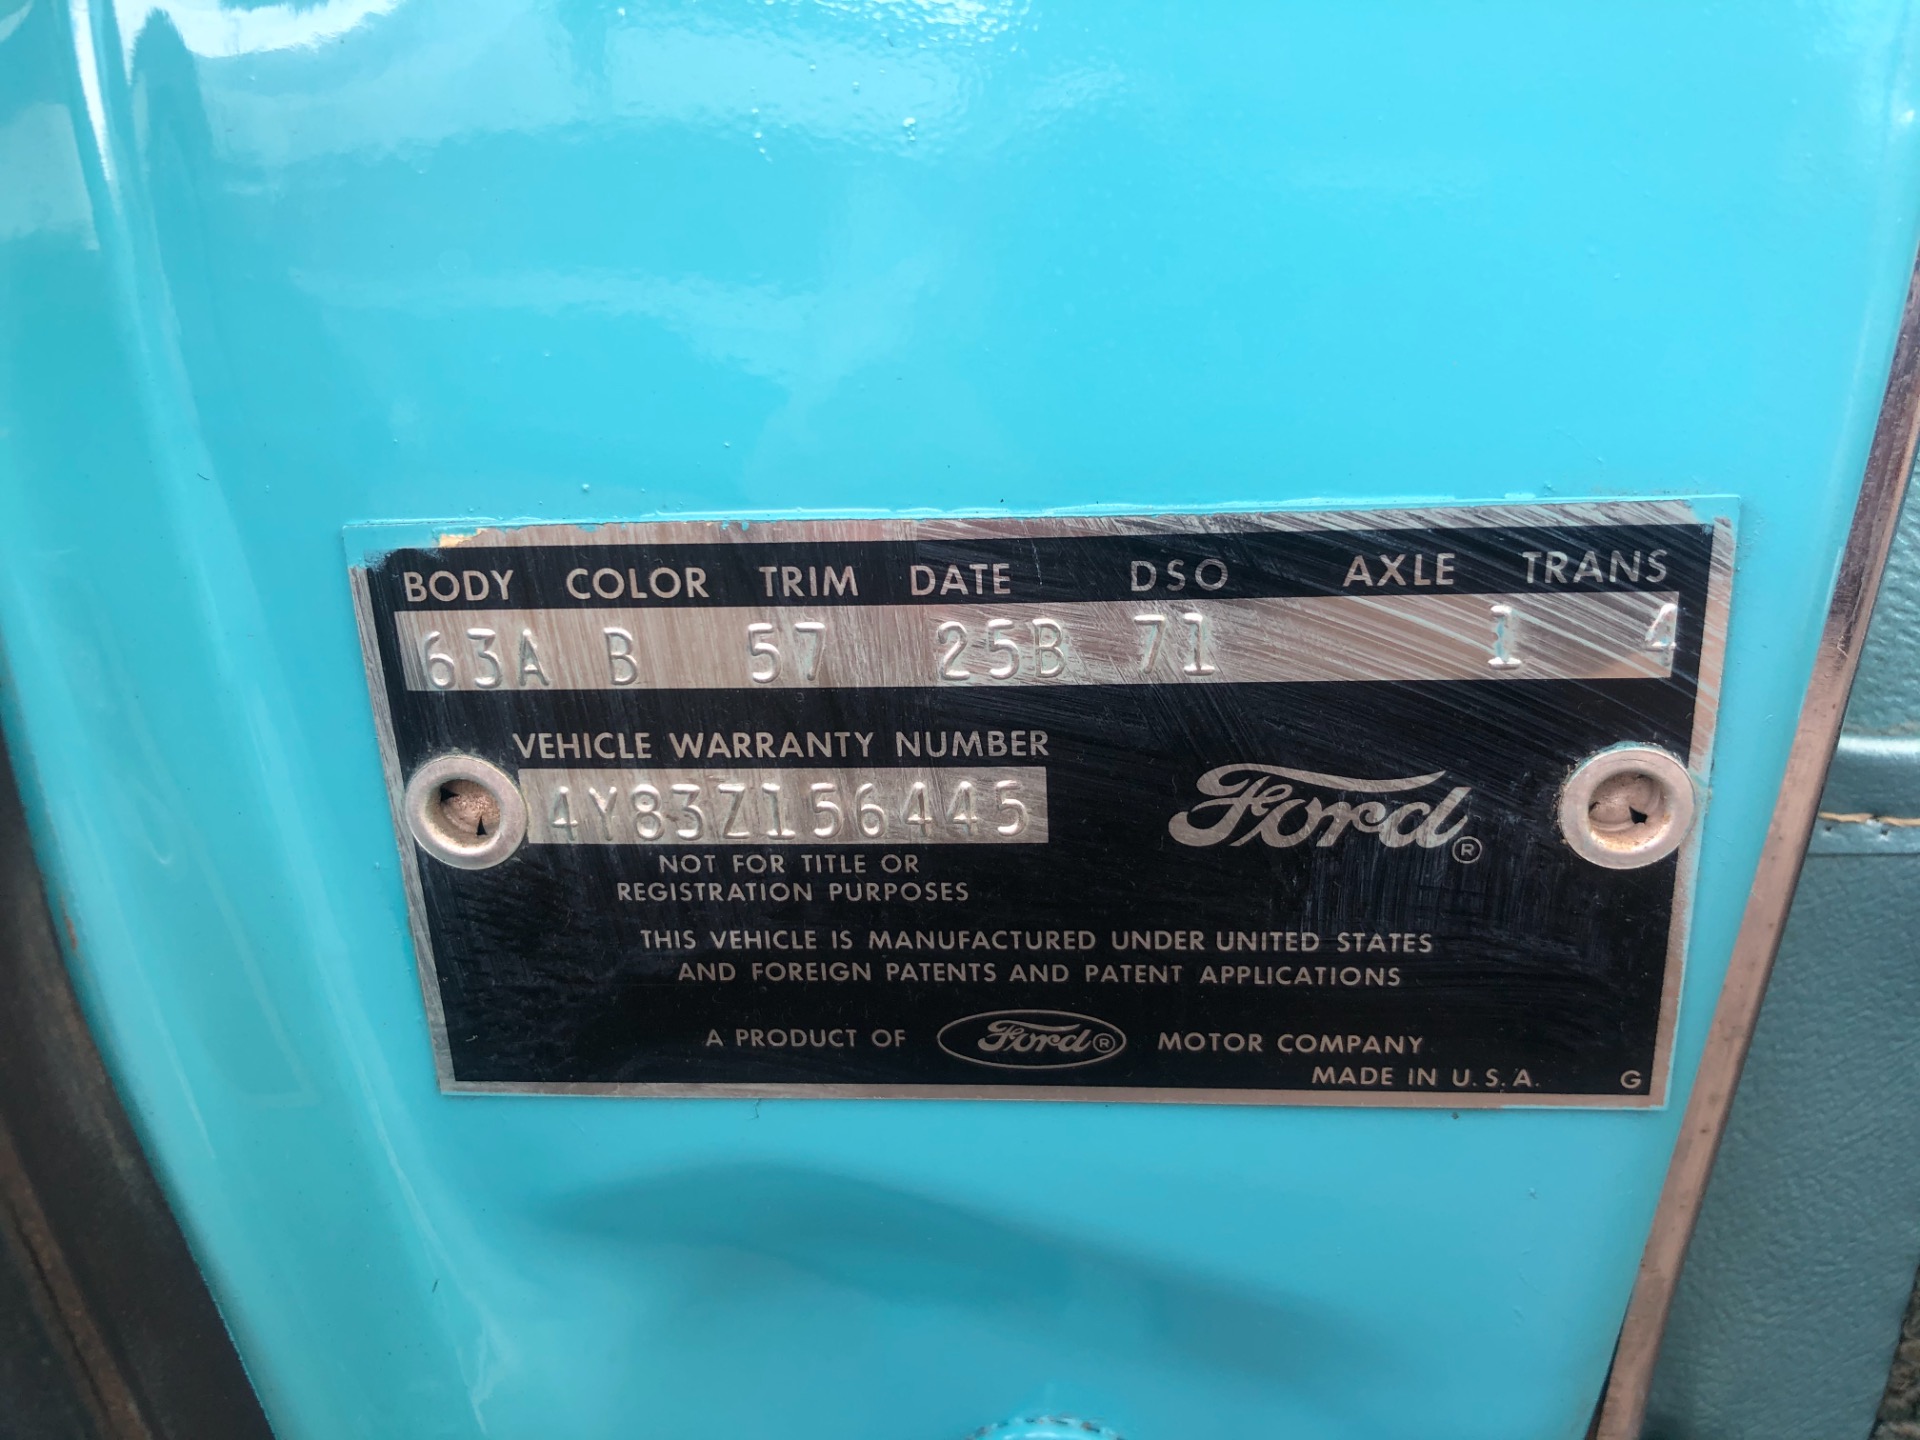 BODY COLOR TRIM DATE DSO AXLE TRANS
63A B 57 25B 71 1 4
VEHICLE WARRANTY NUMBER
4Y83Z156445
Ford®
NOT FOR TITLE OR
REGISTRATION PURPOSES
THIS VEHICLE IS MANUFACTURED UNDER UNITED STATES
AND FOREIGN PATENTS AND PATENT APPLICATIONS
A PRODUCT OF Ford® MOTOR COMPANY
MADE IN U.S.A. G